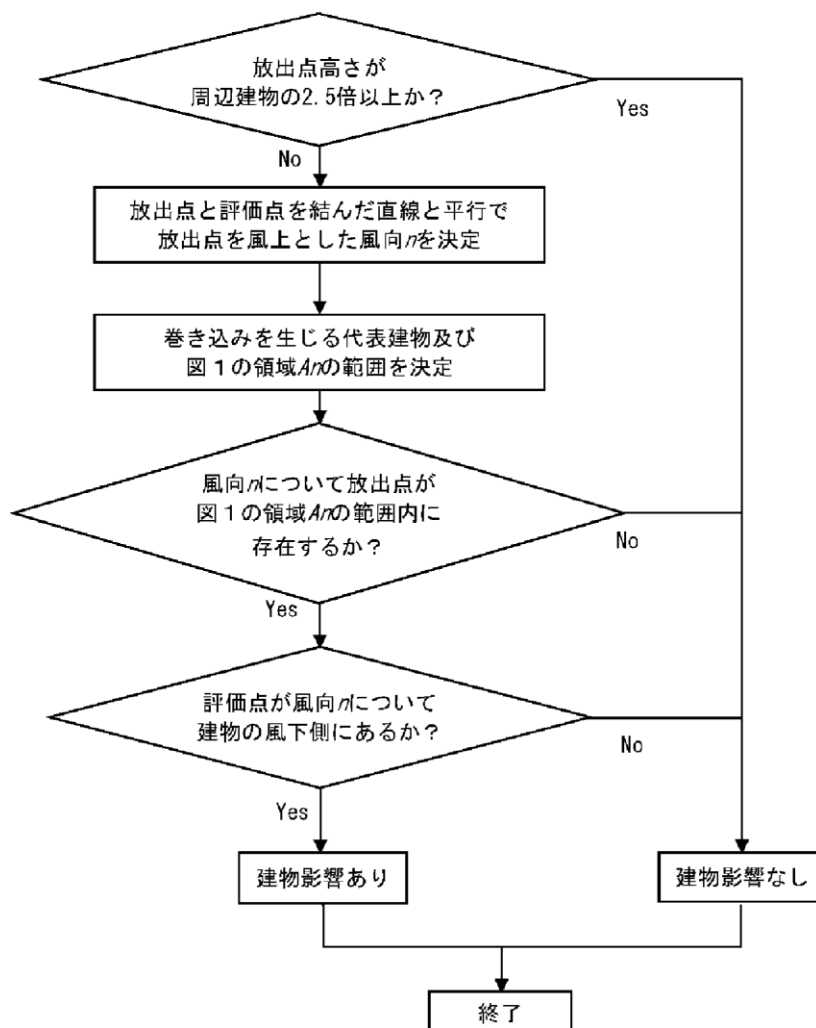 放出点高さが
周辺建物の2.5倍以上か？
Yes
No
放出点と評価点を結んだ直線と平行で
放出点を風上とした風向nを決定
巻き込みを生じる代表建物及び
図１の領域Anの範囲を決定
風向nについて放出点が
図１の領域Anの範囲内に
存在するか？
No
Yes
評価点が風向nについて
建物の風下側にあるか？
No
Yes
建物影響あり
建物影響なし
終了